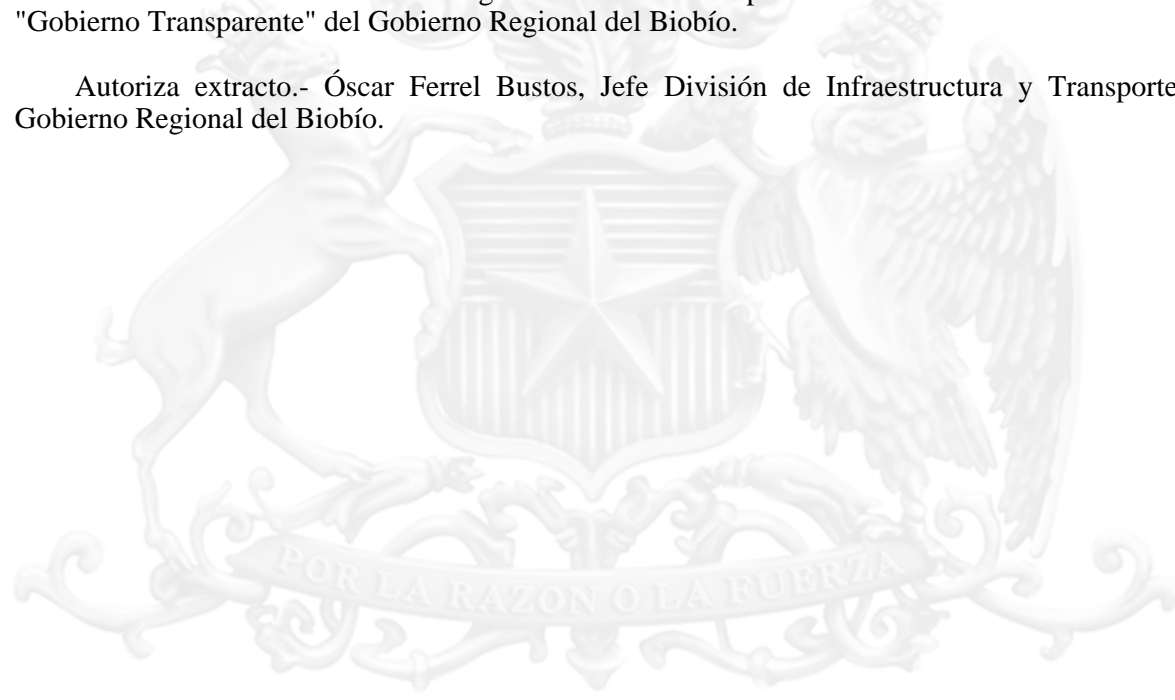 "Gobierno Transparente" del Gobierno Regional del Biobío.
Autoriza extracto.- Óscar Ferrel Bustos, Jefe División de Infraestructura y Transporte
Gobierno Regional del Biobío.
POR LA RAZON O LA FUERZA